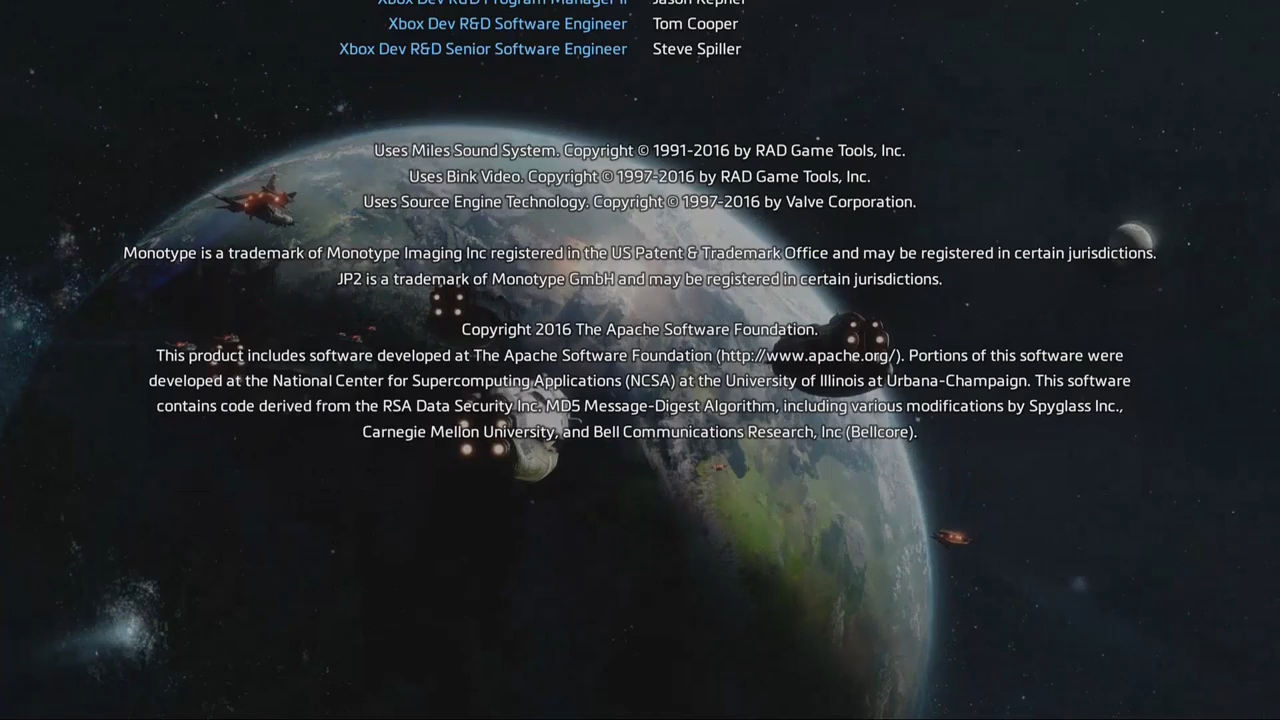 Xbox Dev R&D Program Manager II Jason Kepner
Xbox Dev R&D Software Engineer Tom Cooper
Xbox Dev R&D Senior Software Engineer Steve Spiller
Uses Miles Sound System. Copyright © 1991-2016 by RAD Game Tools, Inc.
Uses Bink Video. Copyright © 1997-2016 by RAD Game Tools, Inc.
Uses Source Engine Technology. Copyright © 1997-2016 by Valve Corporation.
Monotype is a trademark of Monotype Imaging Inc registered in the US Patent & Trademark Office and may be registered in certain jurisdictions.
JP2 is a trademark of Monotype GmbH and may be registered in certain jurisdictions.
Copyright 2016 The Apache Software Foundation.
This product includes software developed at The Apache Software Foundation (http://www.apache.org/). Portions of this software were
developed at the National Center for Supercomputing Applications (NCSA) at the University of Illinois at Urbana-Champaign. This software
contains code derived from the RSA Data Security Inc. MD5 Message-Digest Algorithm, including various modifications by Spyglass Inc.,
Carnegie Mellon University, and Bell Communications Research, Inc (Bellcore).